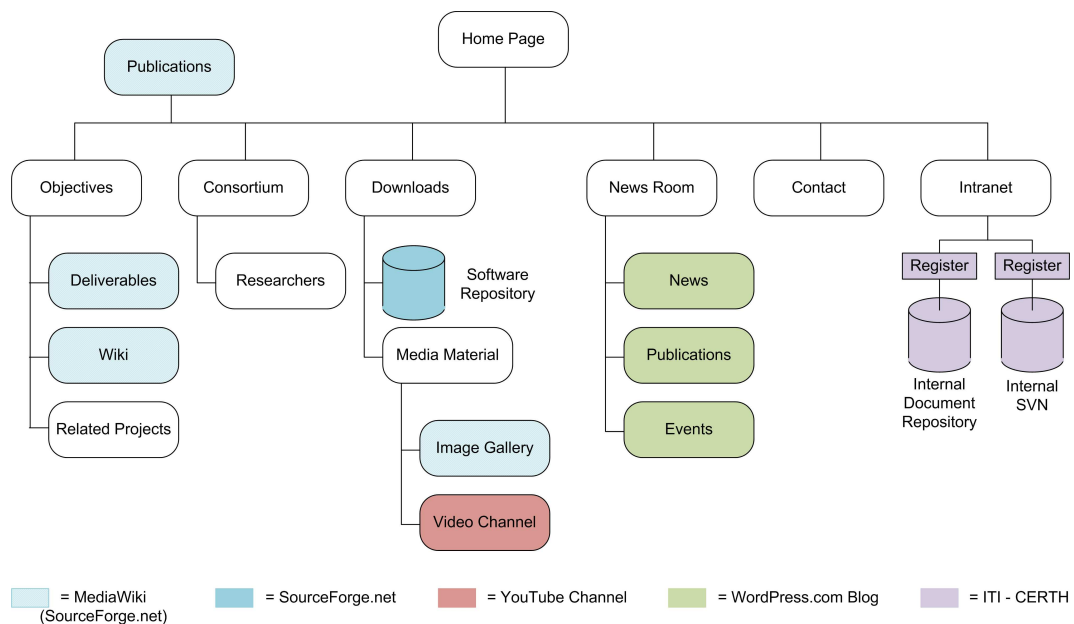 Home Page
Publications
Objectives
Consortium
Downloads
News Room
Contact
Intranet
Deliverables
Wiki
Related Projects
Researchers
Software
Repository
Media Material
Image Gallery
Video Channel
News
Publications
Events
Register
Register
Internal
Document
Repository
Internal
SVN
= MediaWiki
(SourceForge.net)
= SourceForge.net
= YouTube Channel
= WordPress.com Blog
= ITI - CERTH